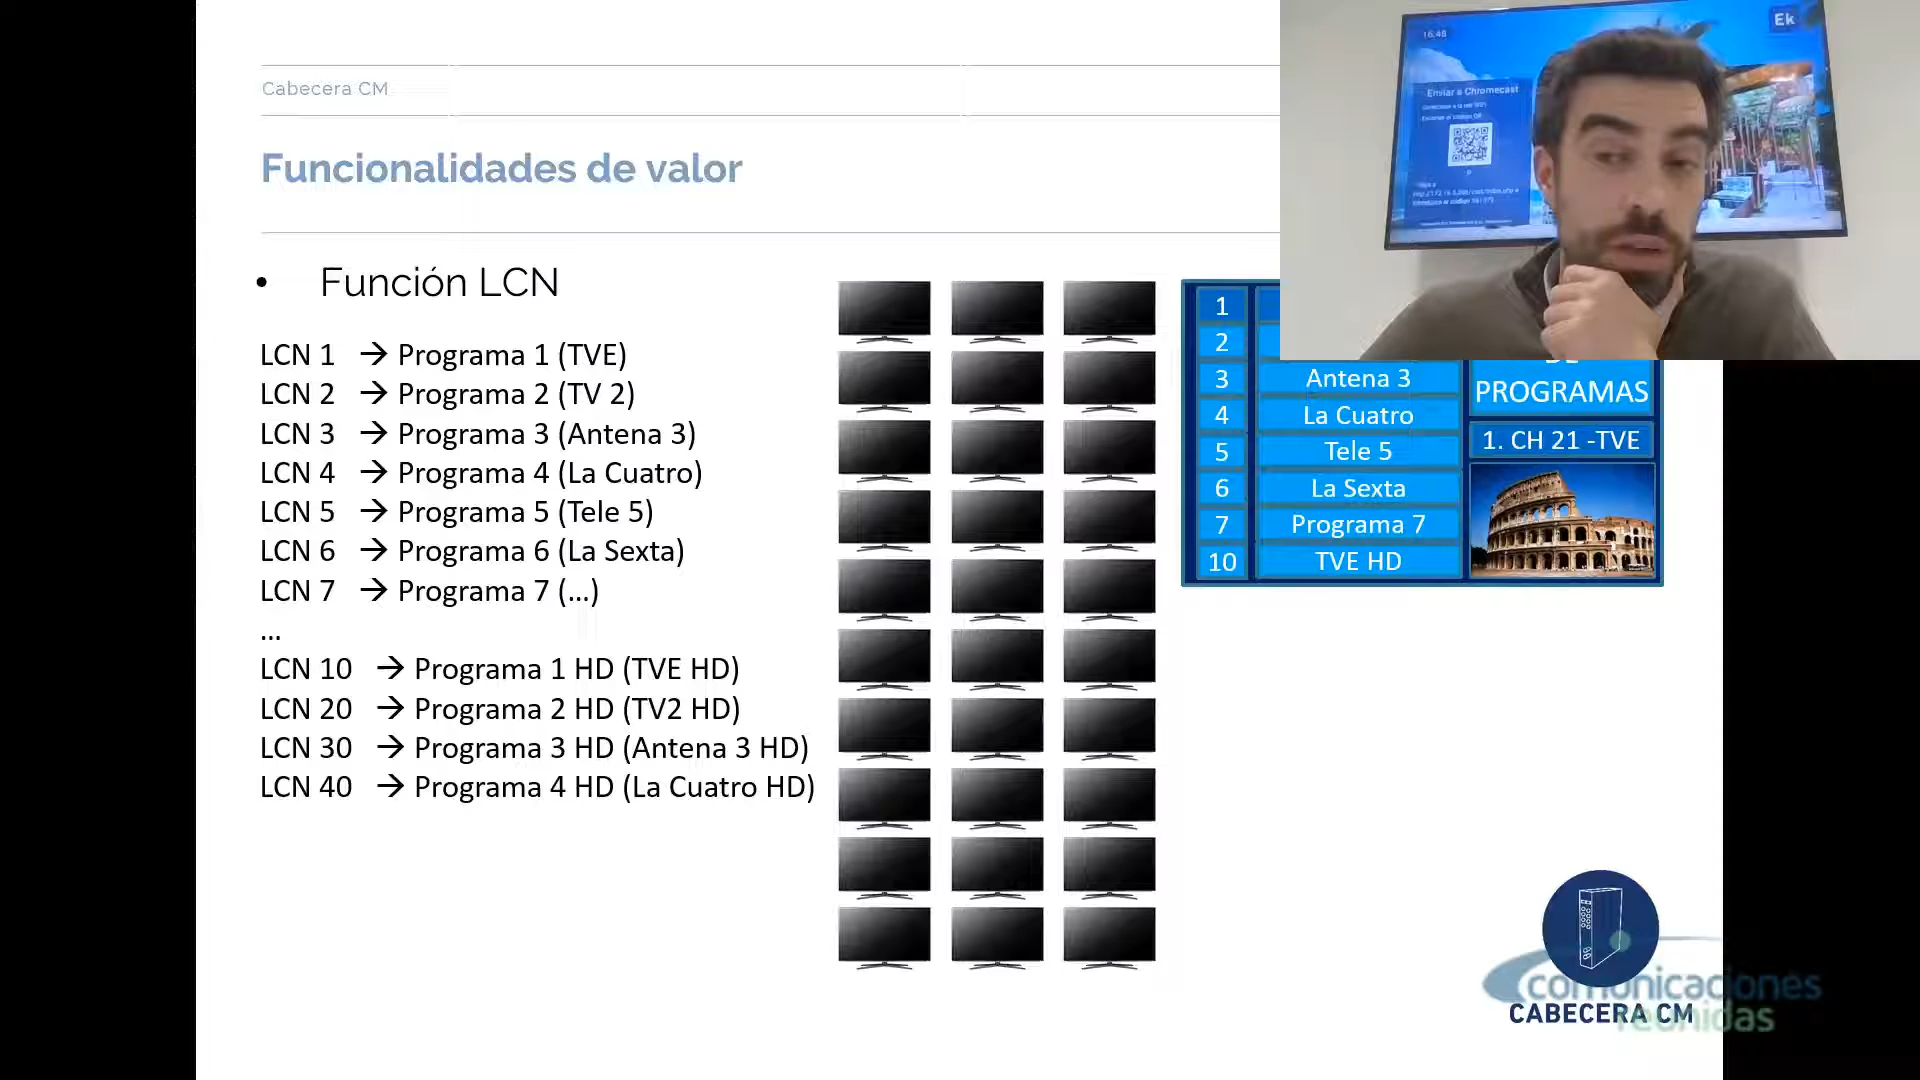 Cabecera CM
Funcionalidades de valor
• Función LCN
LCN 1 → Programa 1 (TVE)
LCN 2 → Programa 2 (TV 2)
LCN 3 → Programa 3 (Antena 3)
LCN 4 → Programa 4 (La Cuatro)
LCN 5 → Programa 5 (Tele 5)
LCN 6 → Programa 6 (La Sexta)
LCN 7 → Programa 7 (...)
...
LCN 10 → Programa 1 HD (TVE HD)
LCN 20 → Programa 2 HD (TV2 HD)
LCN 30 → Programa 3 HD (Antena 3 HD)
LCN 40 → Programa 4 HD (La Cuatro HD)
1
2
3 Antena 3
4 La Cuatro
5 Tele 5
6 La Sexta
7 Programa 7
10 TVE HD
PROGRAMAS
1. CH 21 -TVE
16:48
Ek
Enviar a Chromecast
comunicaciones
reunidas
CABECERA CM